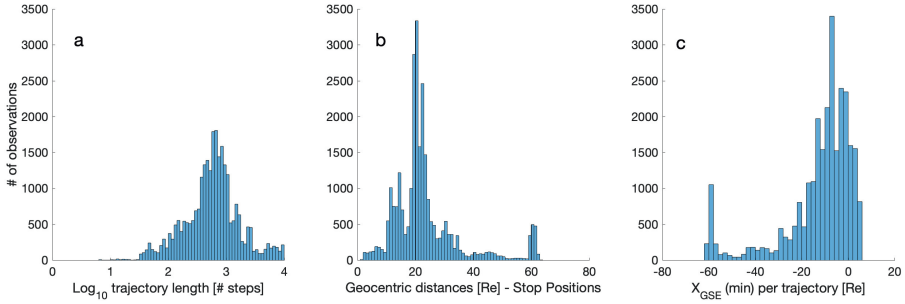 a
# of observations
3500
3000
2500
2000
1500
1000
500
0
0 1 2 3 4
Log10 trajectory length [# steps]
b
3500
3000
2500
2000
1500
1000
500
0
0 20 40 60 80
Geocentric distances [Re] - Stop Positions
c
3500
3000
2500
2000
1500
1000
500
0
-80 -60 -40 -20 0 20
XGSE (min) per trajectory [Re]